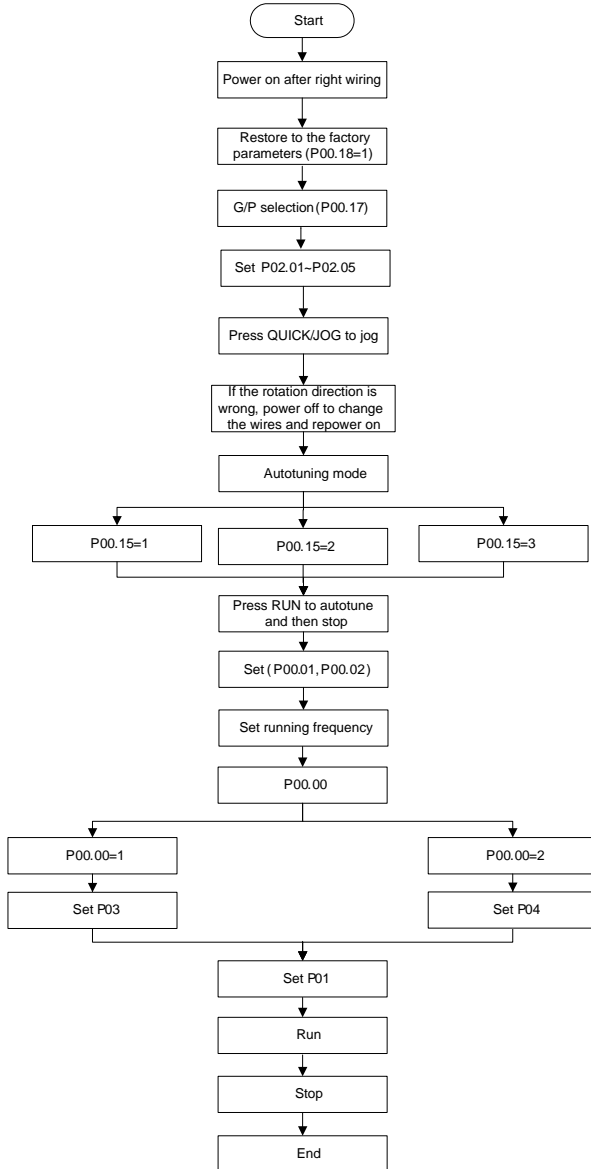 Start
Power on after right wiring
Restore to the factory
parameters (P00.18=1)
G/P selection (P00.17)
Set P02.01~P02.05
Press QUICK/JOG to jog
If the rotation direction is
wrong, power off to change
the wires and repower on
Autotuning mode
P00.15=1
P00.15=2
P00.15=3
Press RUN to autotune
and then stop
Set (P00.01, P00.02)
Set running frequency
P00.00
P00.00=1
P00.00=2
Set P03
Set P04
Set P01
Run
Stop
End